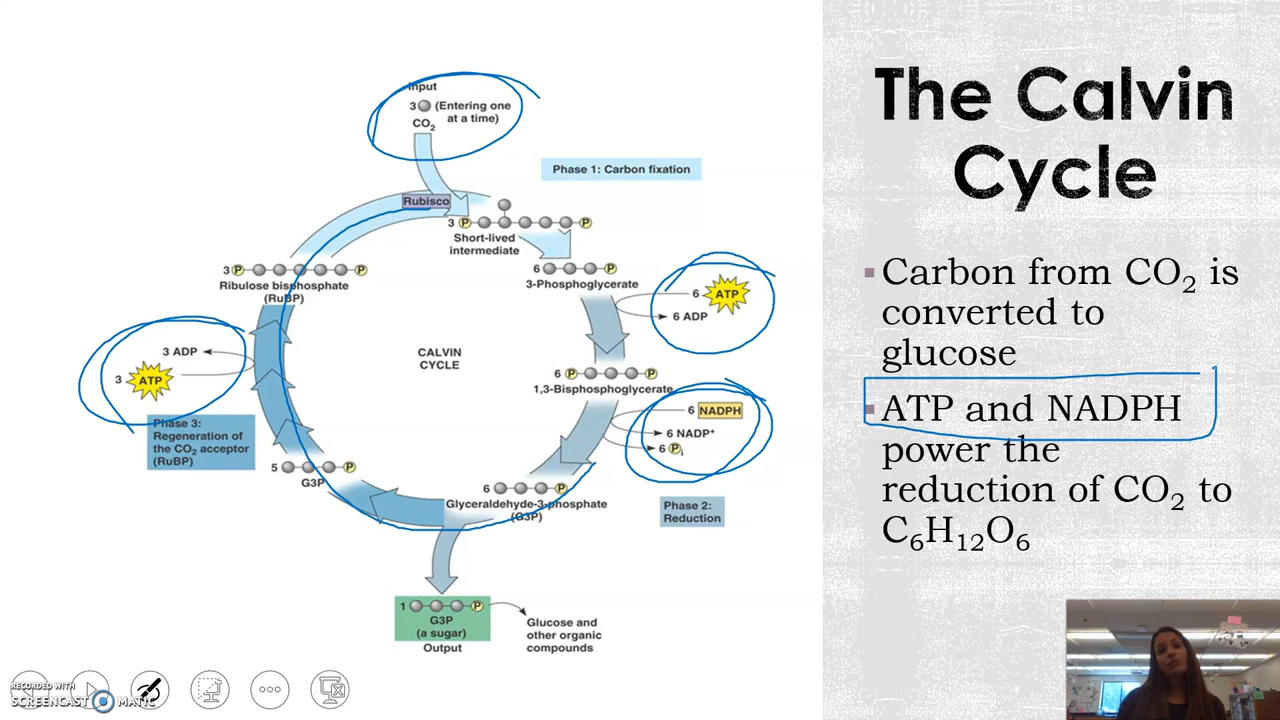 Input
3 (Entering one
at a time)
CO₂
Phase 1: Carbon fixation
Rubisco
3 P P
Short-lived
intermediate
3 P P
Ribulose bisphosphate
(RuBP)
6 P
3-Phosphoglycerate
6 ATP
6 ADP
CALVIN
CYCLE
3 ADP
3 ATP
6 P P
1,3-Bisphosphoglycerate
6 NADPH
6 NADP⁺
6 Pᵢ
Phase 3:
Regeneration of
the CO₂ acceptor
(RuBP)
5 P
G3P
6 P
Glyceraldehyde-3-phosphate
(G3P)
Phase 2:
Reduction
1 P
G3P
(a sugar)
Output
Glucose and
other organic
compounds
The Calvin
Cycle
▪ Carbon from CO₂ is
converted to
glucose
▪ ATP and NADPH
power the
reduction of CO₂ to
C₆H₁₂O₆
RECORDED WITH
SCREENCAST MATIC